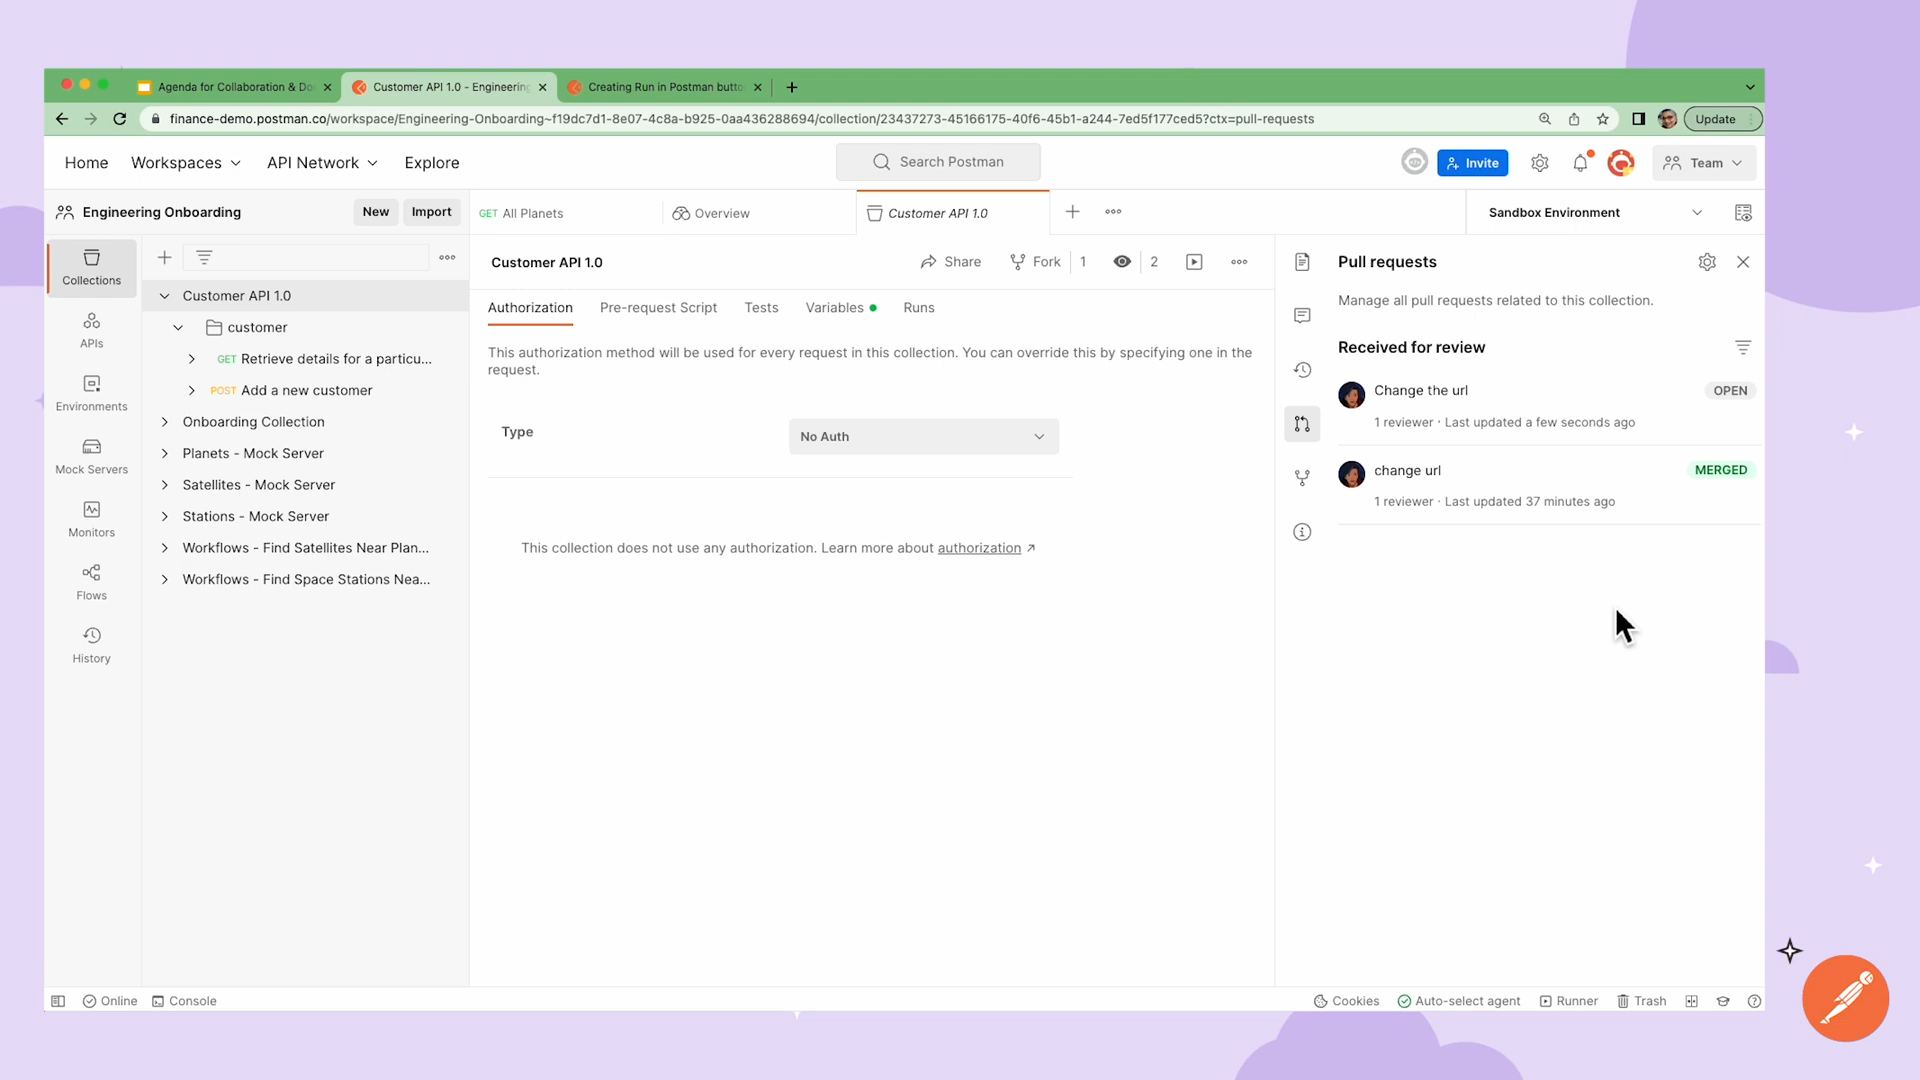 Agenda for Collaboration & Do
Customer API 1.0 - Engineering
Creating Run in Postman butto
finance-demo.postman.co/workspace/Engineering-Onboarding~f19dc7d1-8e07-4c8a-b925-0aa436288694/collection/23437273-45166175-40f6-45b1-a244-7ed5f177ced5?ctx=pull-requests
Update
Home
Workspaces
API Network
Explore
Search Postman
Invite
Team
Engineering Onboarding
New
Import
GET All Planets
Overview
Customer API 1.0
Sandbox Environment
Collections
APIs
Environments
Mock Servers
Monitors
Flows
History
Customer API 1.0
customer
GET Retrieve details for a particu...
POST Add a new customer
Onboarding Collection
Planets - Mock Server
Satellites - Mock Server
Stations - Mock Server
Workflows - Find Satellites Near Plan...
Workflows - Find Space Stations Nea...
Customer API 1.0
Share
Fork
1
2
Authorization
Pre-request Script
Tests
Variables
Runs
This authorization method will be used for every request in this collection. You can override this by specifying one in the
request.
Type
No Auth
This collection does not use any authorization. Learn more about authorization ↗
Pull requests
Manage all pull requests related to this collection.
Received for review
Change the url
OPEN
1 reviewer · Last updated a few seconds ago
change url
MERGED
1 reviewer · Last updated 37 minutes ago
Online
Console
Cookies
Auto-select agent
Runner
Trash